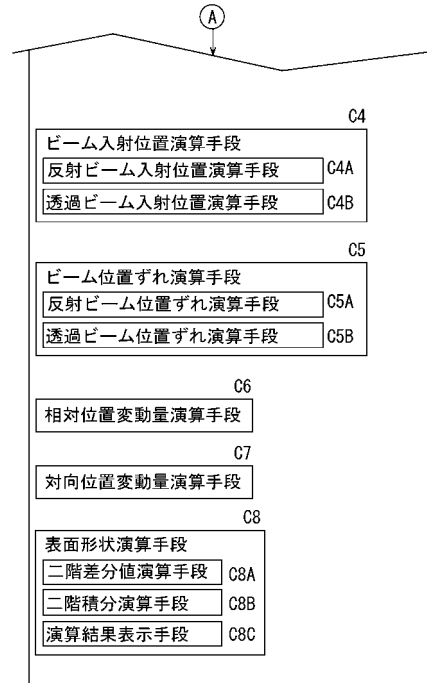 A
C4
ビーム入射位置演算手段
反射ビーム入射位置演算手段 C4A
透過ビーム入射位置演算手段 C4B
C5
ビーム位置ずれ演算手段
反射ビーム位置ずれ演算手段 C5A
透過ビーム位置ずれ演算手段 C5B
C6
相対位置変動量演算手段
C7
対向位置変動量演算手段
C8
表面形状演算手段
二階差分値演算手段 C8A
二階積分演算手段 C8B
演算結果表示手段 C8C